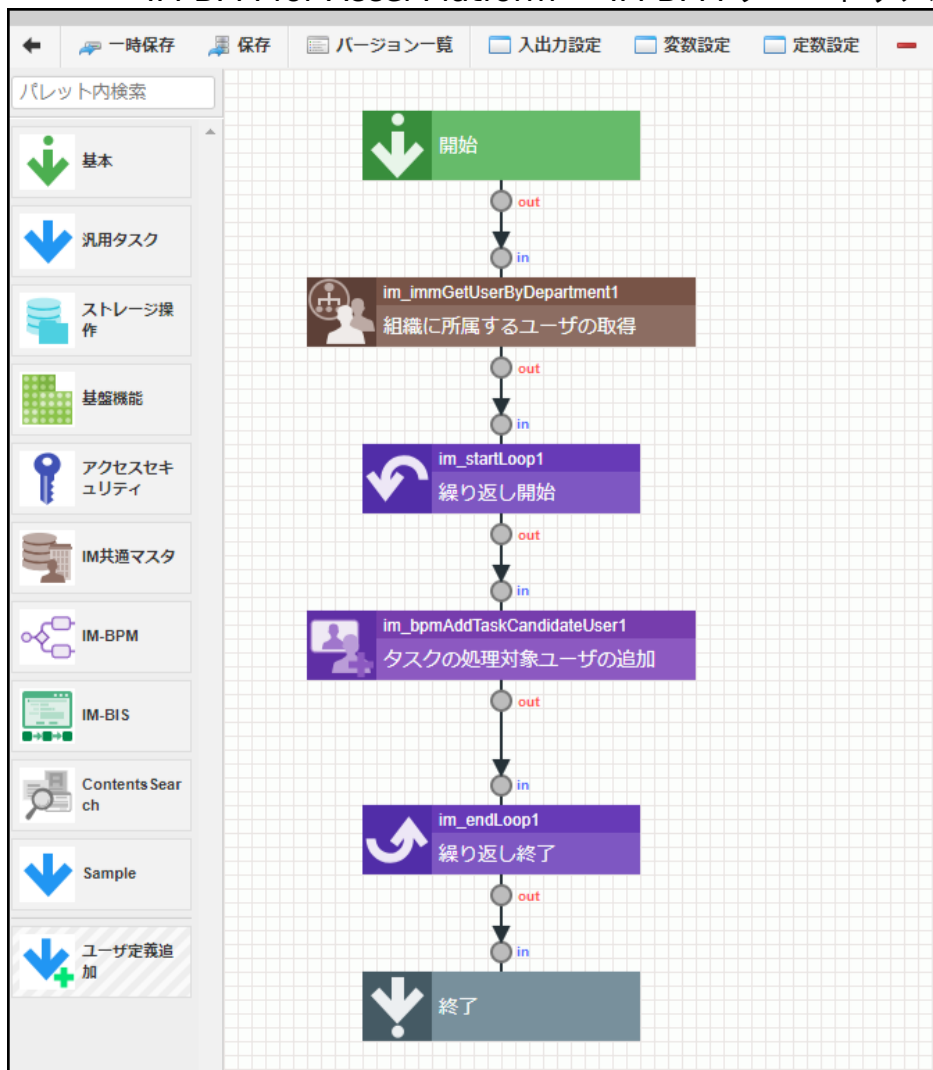 一時保存
保存
バージョン一覧
入出力設定
変数設定
定数設定
パレット内検索
基本
汎用タスク
ストレージ操
作
基盤機能
アクセスセキ
ュリティ
IM共通マスタ
IM-BPM
IM-BIS
ContentsSear
ch
Sample
ユーザ定義追
加
開始
out
in
im_immGetUserByDepartment1
組織に所属するユーザの取得
out
in
im_startLoop1
繰り返し開始
out
in
im_bpmAddTaskCandidateUser1
タスクの処理対象ユーザの追加
out
in
im_endLoop1
繰り返し終了
out
in
終了